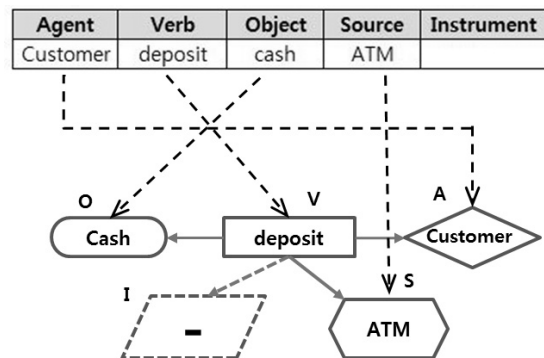 Agent Verb Object Source Instrument
Customer deposit cash ATM
O V A
Cash deposit Customer
I S
- ATM